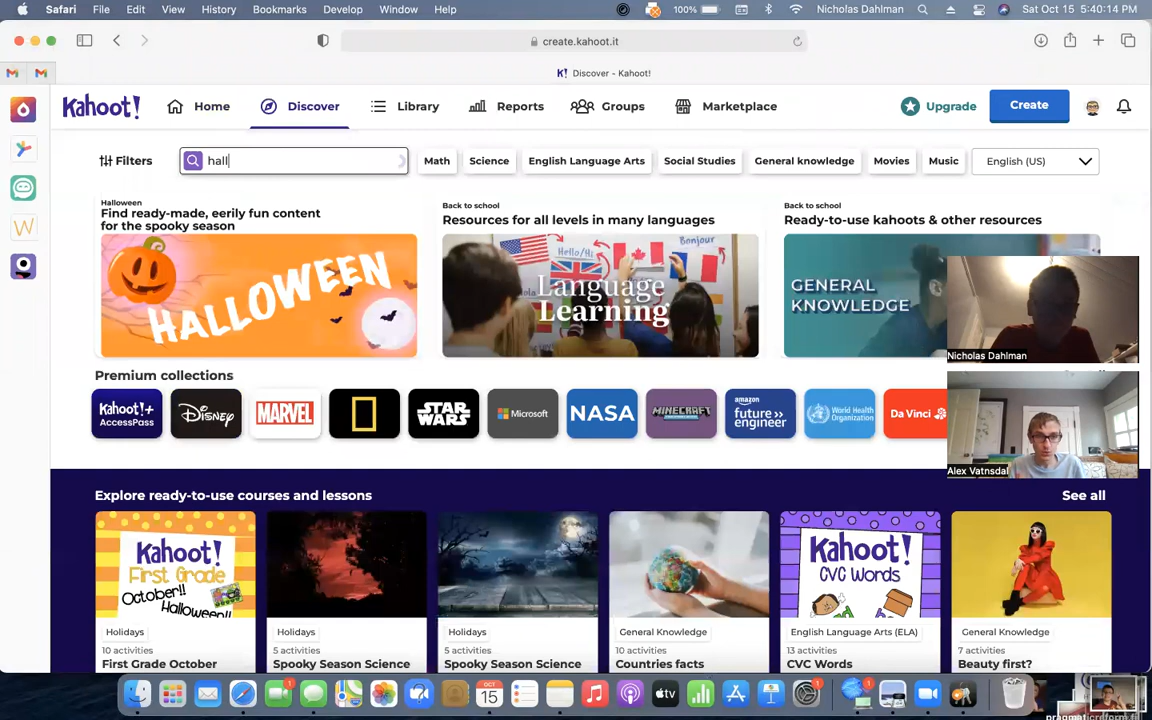 Safari File Edit View History Bookmarks Develop Window Help 100% Nicholas Dahlman Sat Oct 15 5:40:14 PM
create.kahoot.it
K! Discover - Kahoot!
Kahoot! Home Discover Library Reports Groups Marketplace Upgrade Create
Filters hall Math Science English Language Arts Social Studies General knowledge Movies Music English (US)
Halloween
Find ready-made, eerily fun content
for the spooky season
HALLOWEEN
Back to school
Resources for all levels in many languages
Hello/Hi Bonjour
Language
Learning
Back to school
Ready-to-use kahoots & other resources
GENERAL
KNOWLEDGE
Nicholas Dahlman
Alex Vatnsdal
Premium collections
Kahoot!+
AccessPass
Disney
MARVEL
STAR
WARS
Microsoft
NASA
MINECRAFT
amazon
future
engineer
World Health
Organization
Da Vinci
Explore ready-to-use courses and lessons See all
Kahoot!
First Grade
October!!
Halloween!!
Kahoot!
CVC Words
Holidays
10 activities
First Grade October
Holidays
5 activities
Spooky Season Science
Holidays
5 activities
Spooky Season Science
General Knowledge
10 activities
Countries facts
English Language Arts (ELA)
13 activities
CVC Words
General Knowledge
7 activities
Beauty first?
OCT
15
tv